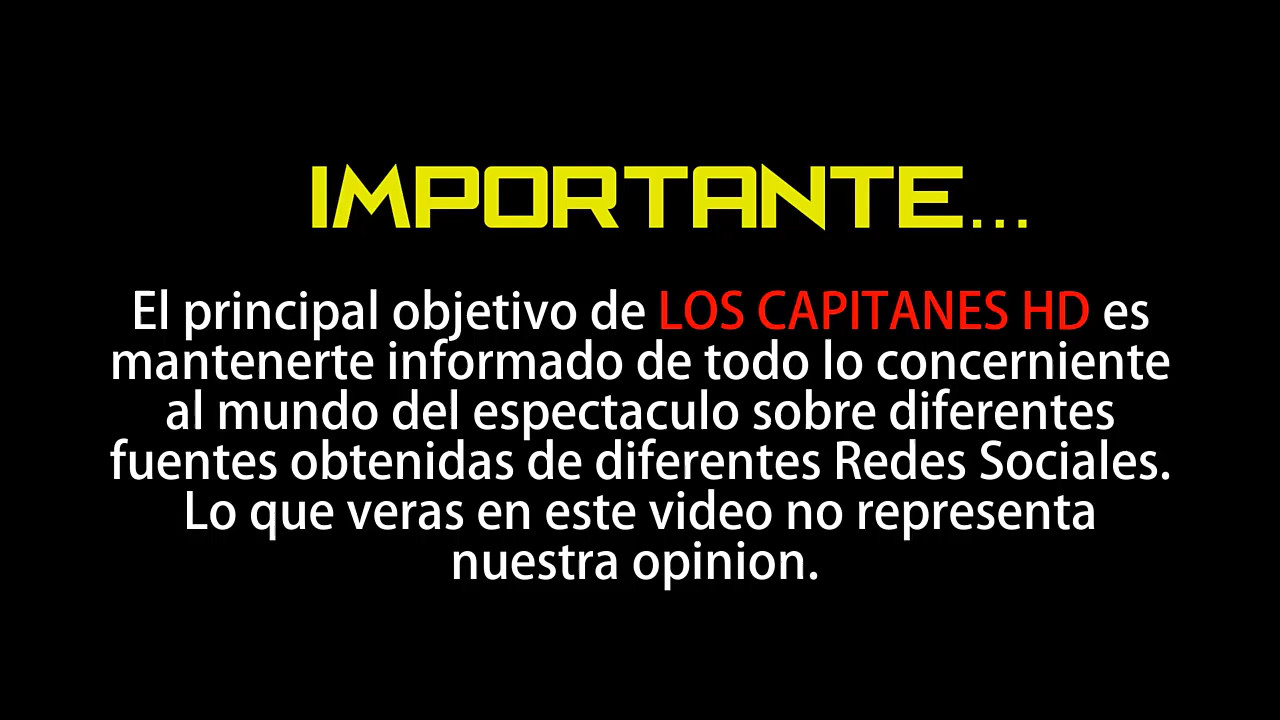 IMPORTANTE...
El principal objetivo de LOS CAPITANES HD es
mantenerte informado de todo lo concerniente
al mundo del espectaculo sobre diferentes
fuentes obtenidas de diferentes Redes Sociales.
Lo que veras en este video no representa
nuestra opinion.